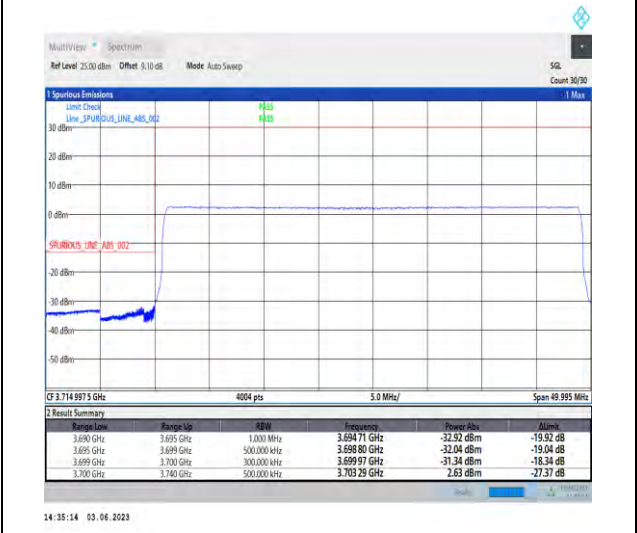 MultiView Spectrum
Ref Level 25.00 dBm Offset 9.10 dB Mode Auto Sweep SGL
Count 30/30
1 Spurious Emissions 1 Max
Limit Check PASS
Line _SPURIOUS_LINE_ABS_002 PASS
30 dBm
20 dBm
10 dBm
0 dBm
_SPURIOUS_LINE_ABS_002
-20 dBm
-30 dBm
-40 dBm
-50 dBm
CF 3.714 997 5 GHz 4004 pts 5.0 MHz/ Span 49.995 MHz
2 Result Summary
Range Low Range Up RBW Frequency Power Abs ΔLimit
3.690 GHz 3.695 GHz 1.000 MHz 3.694 71 GHz -32.92 dBm -19.92 dB
3.695 GHz 3.699 GHz 500.000 kHz 3.698 80 GHz -32.04 dBm -19.04 dB
3.699 GHz 3.700 GHz 300.000 kHz 3.699 97 GHz -31.34 dBm -18.34 dB
3.700 GHz 3.740 GHz 500.000 kHz 3.703 29 GHz 2.63 dBm -27.37 dB
Ready
14:35:14 03.06.2023